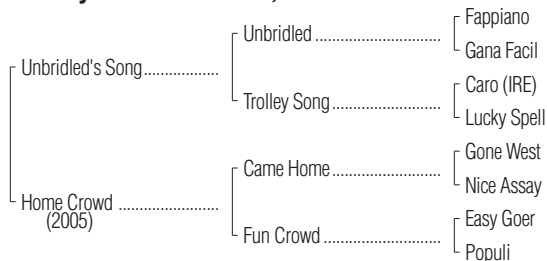 Fappiano
Unbridled
Gana Facil
Unbridled's Song
Caro (IRE)
Trolley Song
Lucky Spell
Gone West
Came Home
Nice Assay
Home Crowd
(2005)
Easy Goer
Fun Crowd
Populi